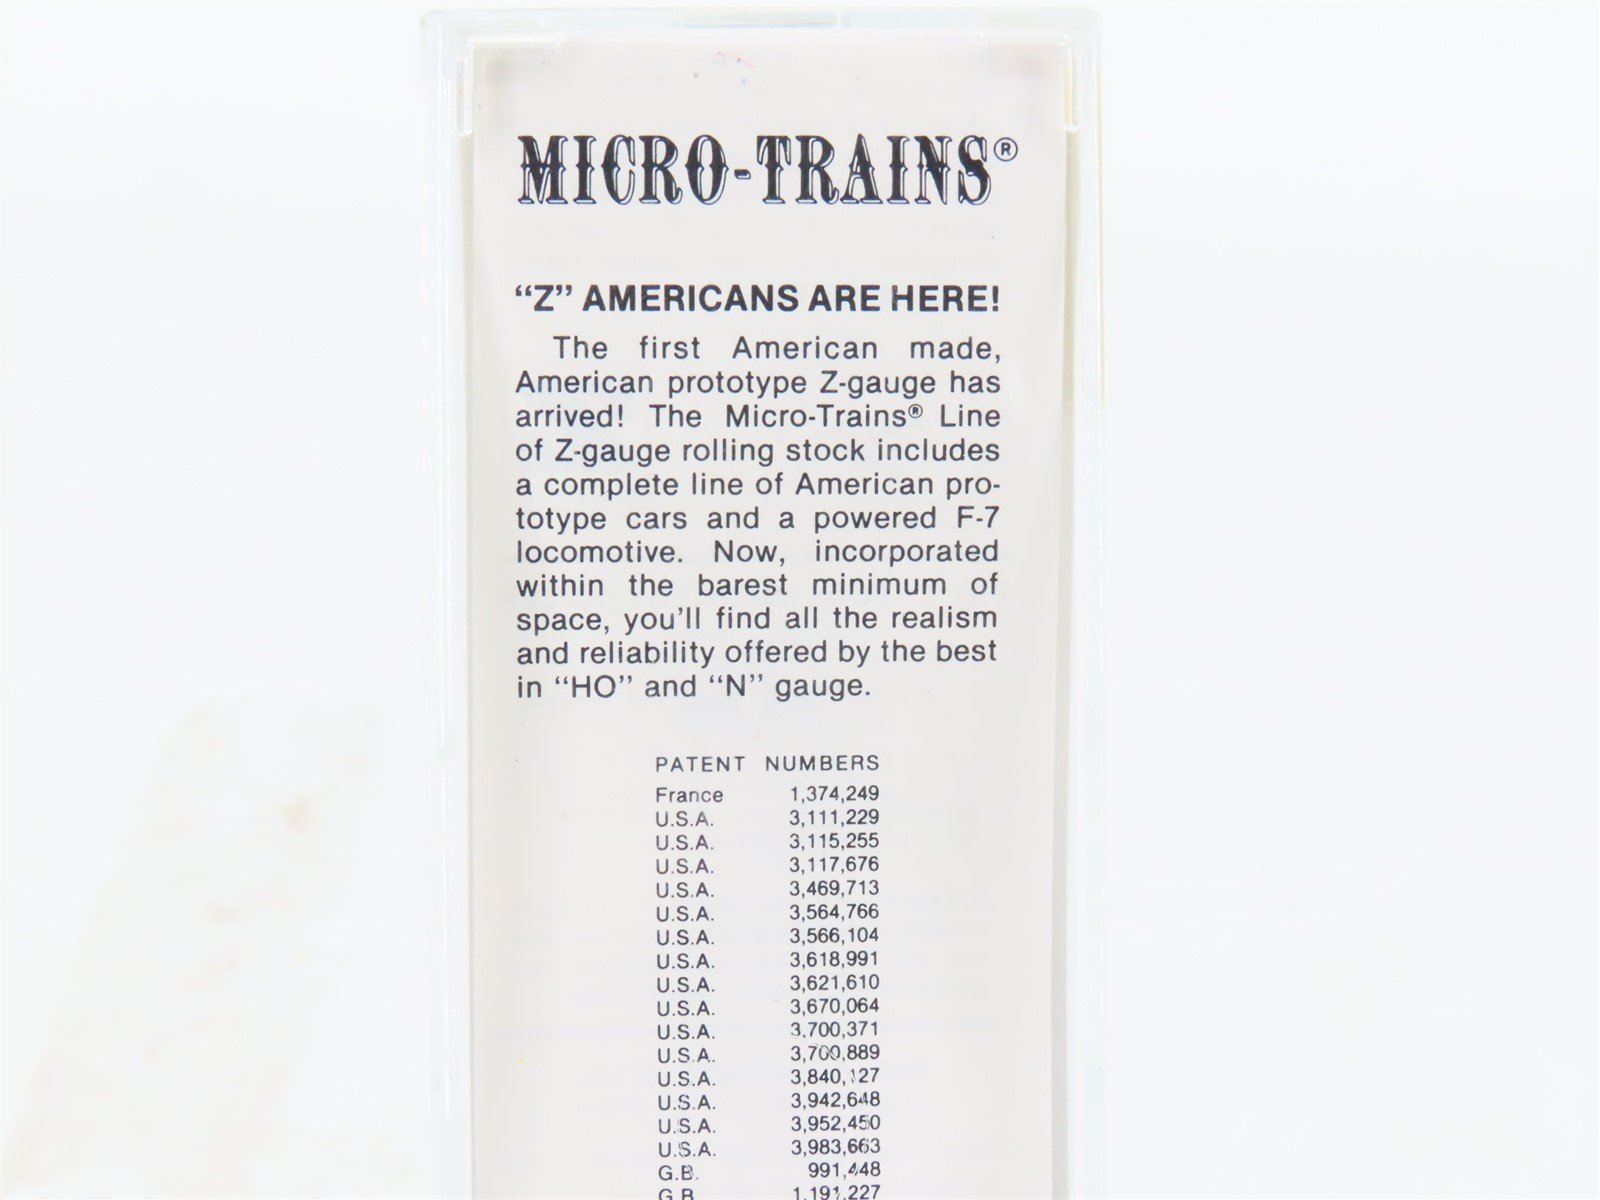 MICRO-TRAINS®
“Z” AMERICANS ARE HERE!
The first American made,
American prototype Z-gauge has
arrived! The Micro-Trains® Line
of Z-gauge rolling stock includes
a complete line of American pro-
totype cars and a powered F-7
locomotive. Now, incorporated
within the barest minimum of
space, you'll find all the realism
and reliability offered by the best
in “HO” and “N” gauge.
PATENT NUMBERS
France 1,374,249
U.S.A. 3,111,229
U.S.A. 3,115,255
U.S.A. 3,117,676
U.S.A. 3,469,713
U.S.A. 3,564,766
U.S.A. 3,566,104
U.S.A. 3,618,991
U.S.A. 3,621,610
U.S.A. 3,670,064
U.S.A. 3,700,371
U.S.A. 3,700,889
U.S.A. 3,840,127
U.S.A. 3,942,648
U.S.A. 3,952,450
U.S.A. 3,983,663
G.B. 991,448
G.B. 1,191,227